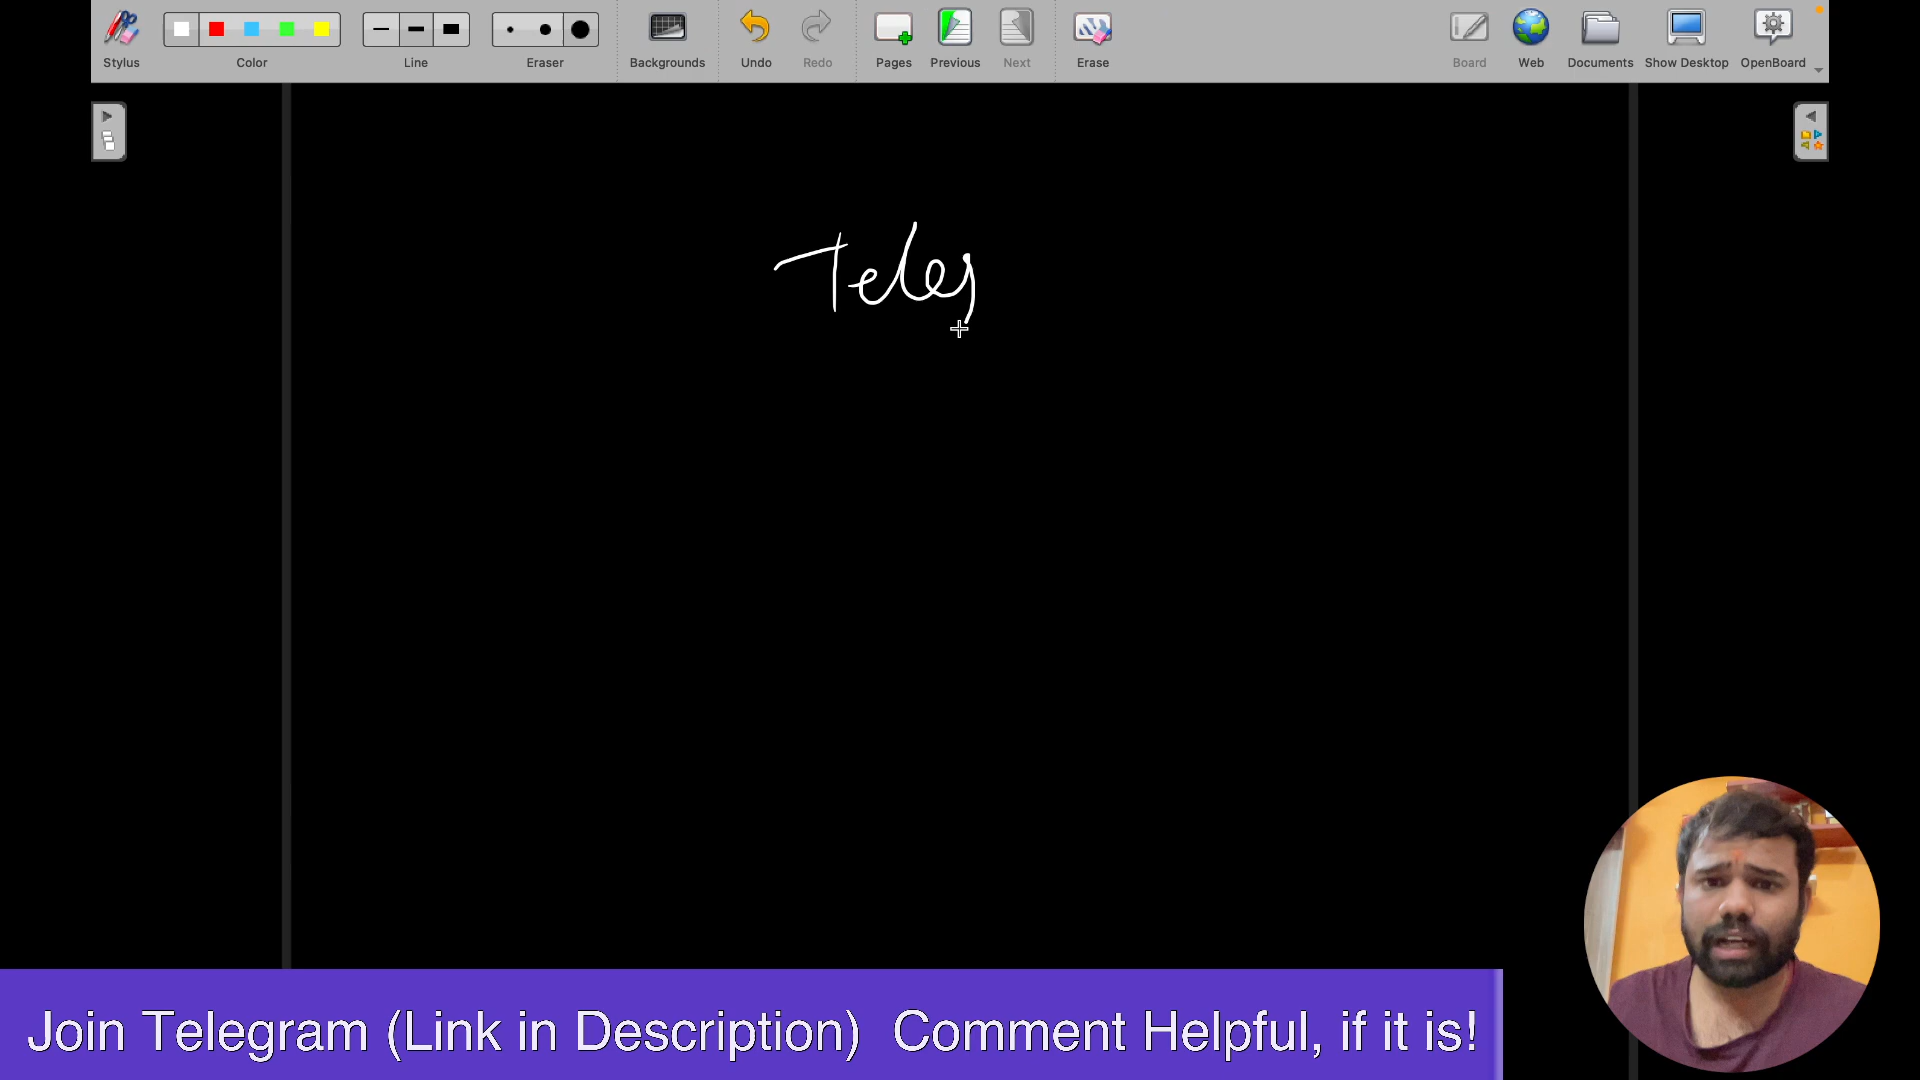 Stylus Color Line Eraser Backgrounds Undo Redo Pages Previous Next Erase Board Web Documents Show Desktop OpenBoard
Teleg
Join Telegram (Link in Description) Comment Helpful, if it is!